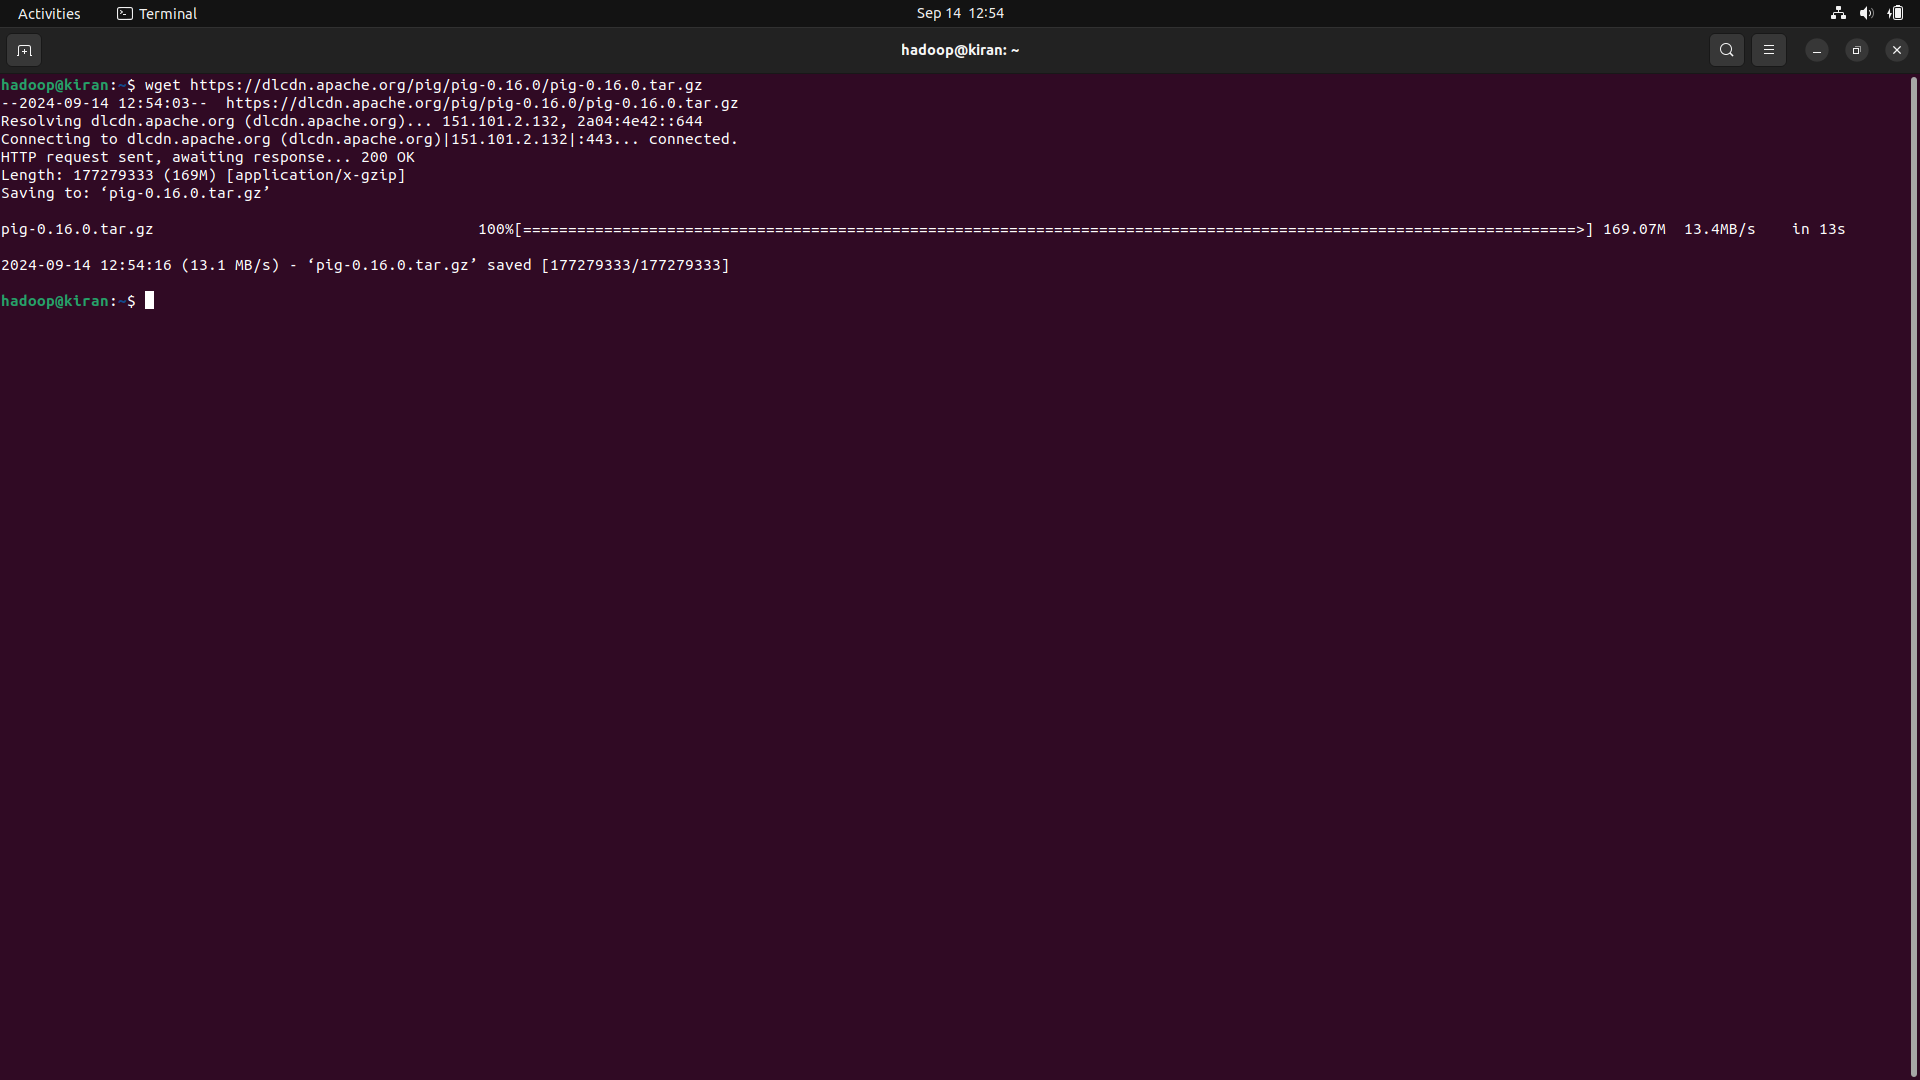 Activities Terminal Sep 14 12:54
hadoop@kiran: ~
hadoop@kiran:~$ wget https://dlcdn.apache.org/pig/pig-0.16.0/pig-0.16.0.tar.gz
--2024-09-14 12:54:03--  https://dlcdn.apache.org/pig/pig-0.16.0/pig-0.16.0.tar.gz
Resolving dlcdn.apache.org (dlcdn.apache.org)... 151.101.2.132, 2a04:4e42::644
Connecting to dlcdn.apache.org (dlcdn.apache.org)|151.101.2.132|:443... connected.
HTTP request sent, awaiting response... 200 OK
Length: 177279333 (169M) [application/x-gzip]
Saving to: ‘pig-0.16.0.tar.gz’
pig-0.16.0.tar.gz 100%[=====================================================================================================================>] 169.07M  13.4MB/s    in 13s
2024-09-14 12:54:16 (13.1 MB/s) - ‘pig-0.16.0.tar.gz’ saved [177279333/177279333]
hadoop@kiran:~$